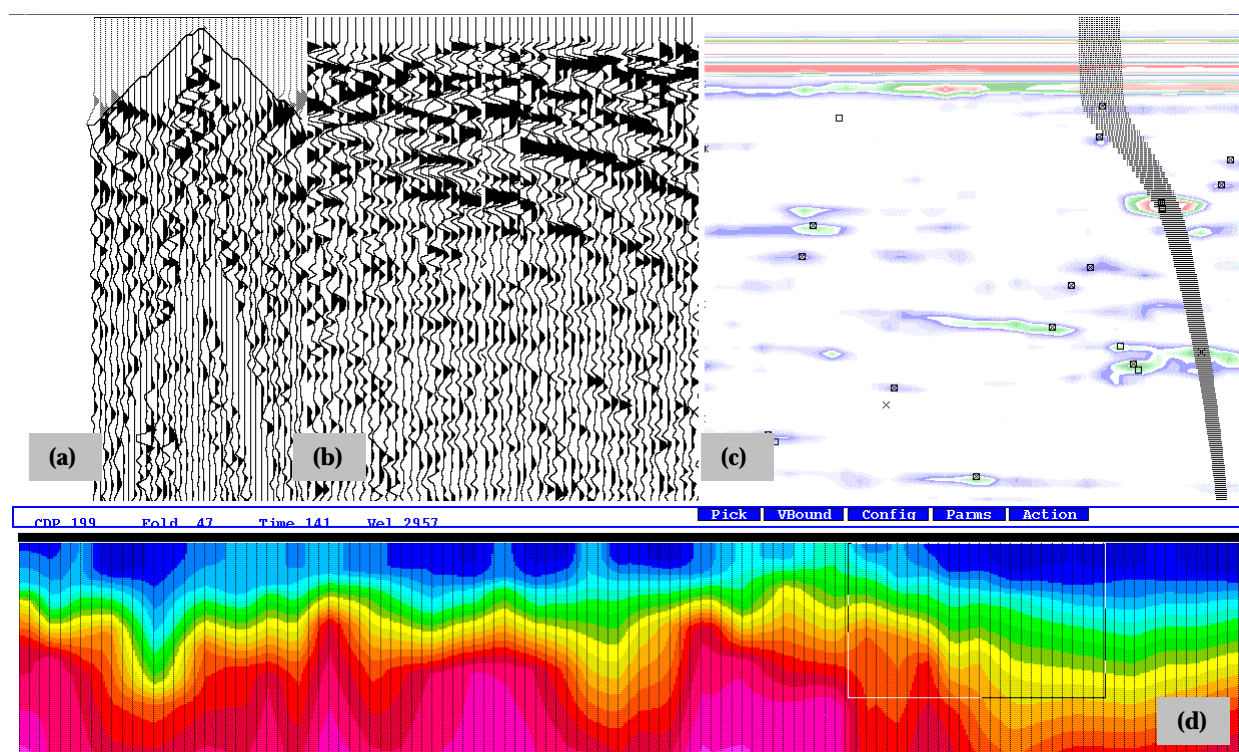 (a)
(b)
(c)
CDP 199 Fold 47 Time 141 Vel 2957
Pick VBound Config Parms Action
(d)